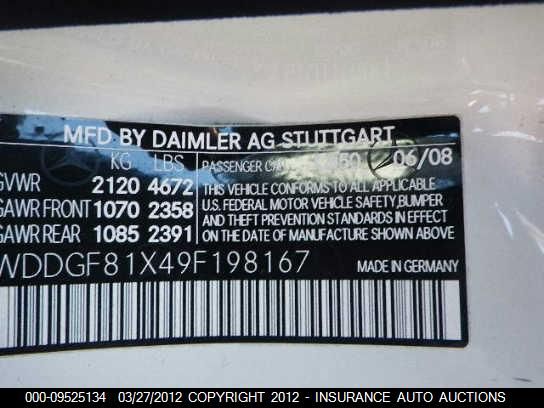 MFD BY DAIMLER AG STUTTGART
KG LBS PASSENGER 06/08
GVWR 2120 4672 THIS VEHICLE CONFORMS TO ALL APPLICABLE
GAWR FRONT 1070 2358 U.S. FEDERAL MOTOR VEHICLE SAFETY, BUMPER
GAWR REAR 1085 2391 AND THEFT PREVENTION STANDARDS IN EFFECT
ON THE DATE OF MANUFACTURE SHOWN ABOVE.
WDDGF81X49F198167 MADE IN GERMANY
000-09525134 03/27/2012 COPYRIGHT 2012 - INSURANCE AUTO AUCTIONS